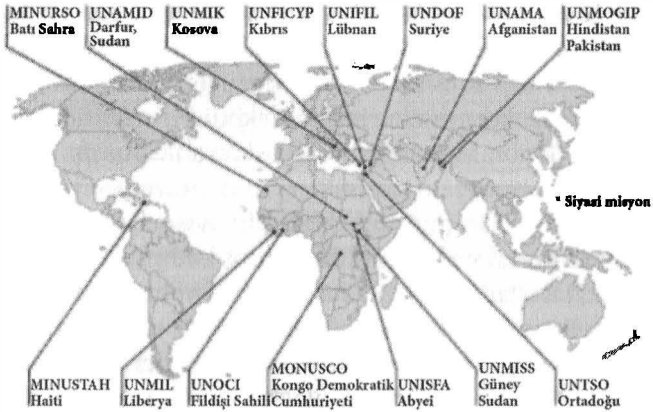 MINURSO
Batı Sahra
UNAMID
Darfur,
Sudan
UNMIK
Kosova
UNFICYP
Kıbrıs
UNIFIL
Lübnan
UNDOF
Suriye
UNAMA
Afganistan
UNMOGIP
Hindistan
Pakistan
* Siyasi misyon
MINUSTAH
Haiti
UNMIL
Liberya
UNOCI
Fildişi Sahili
MONUSCO
Kongo Demokratik
Cumhuriyeti
UNISFA
Abyei
UNMISS
Güney
Sudan
UNTSO
Ortadoğu